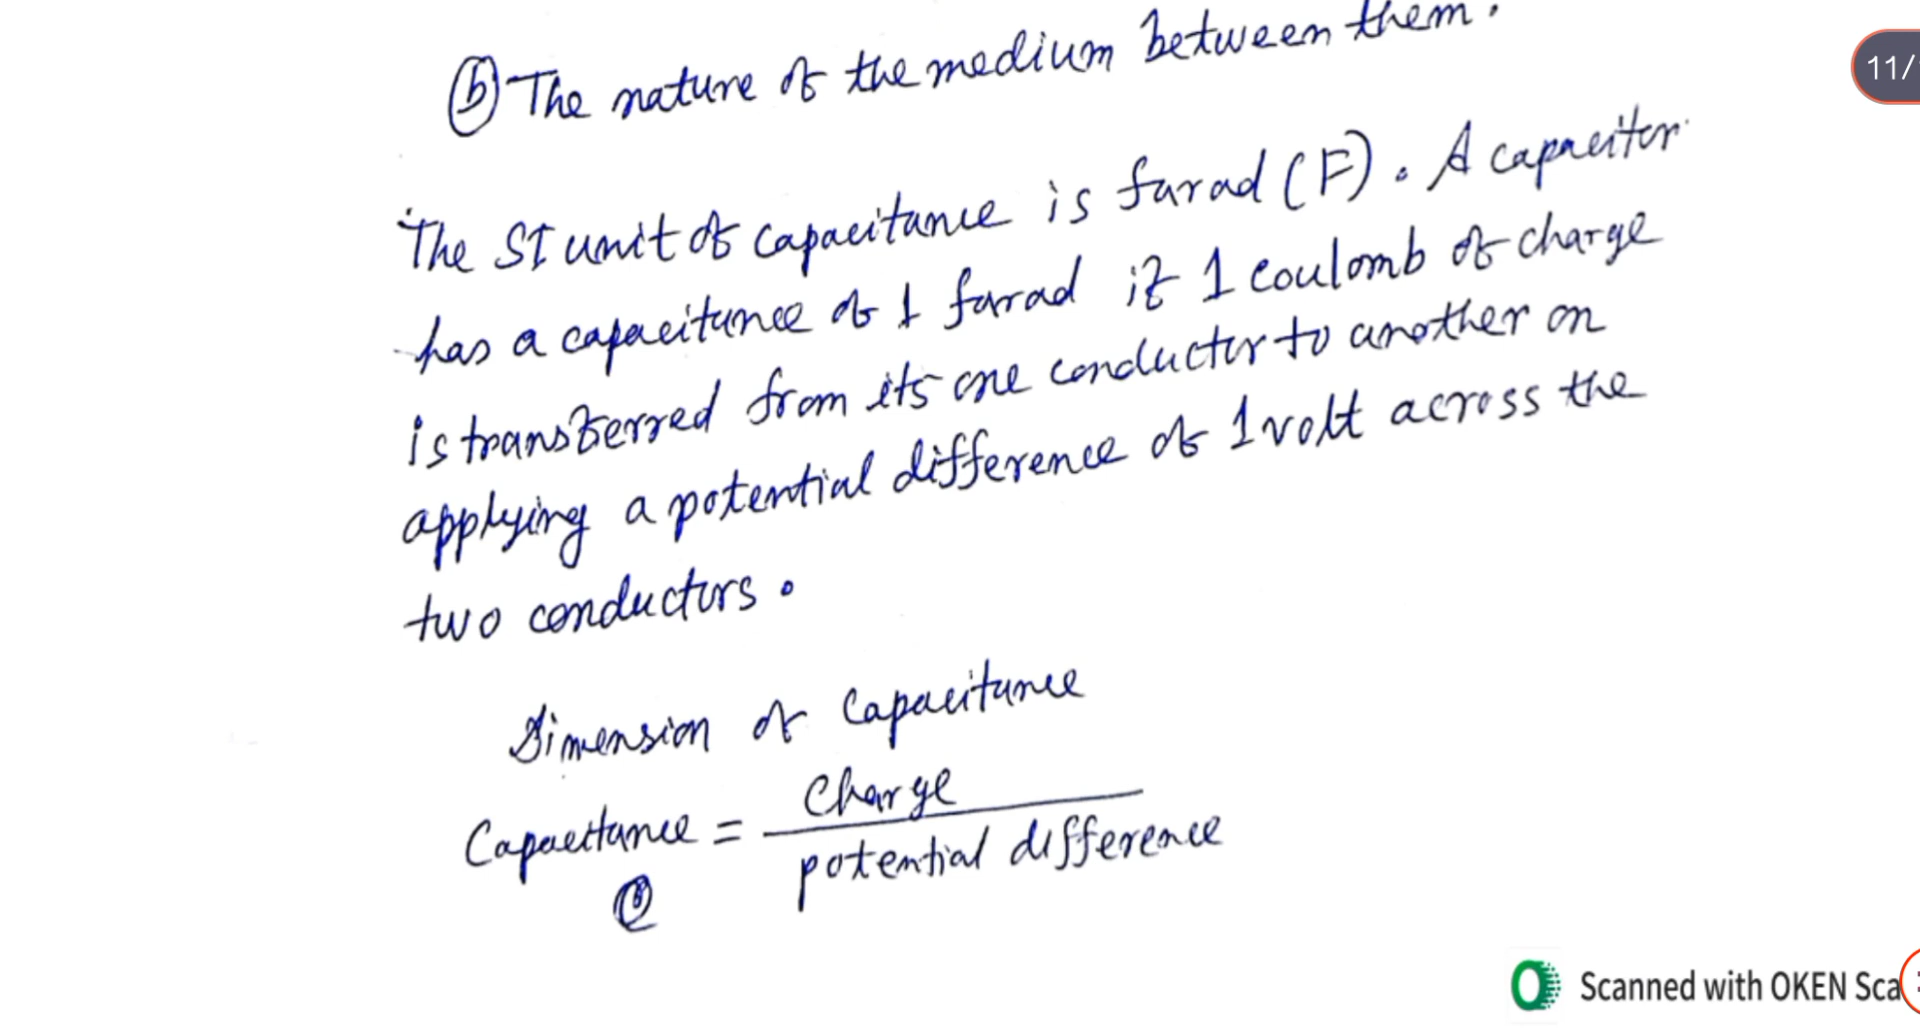 ⓑ The nature of the medium between them.
11/
The SI unit of capacitance is farad (F). A capacitor
has a capacitance of 1 farad if 1 coulomb of charge
is transferred from its one conductor to another on
applying a potential difference of 1 volt across the
two conductors.
Dimension of Capacitance
Capacitance = Charge
potential difference
Scanned with OKEN Sca